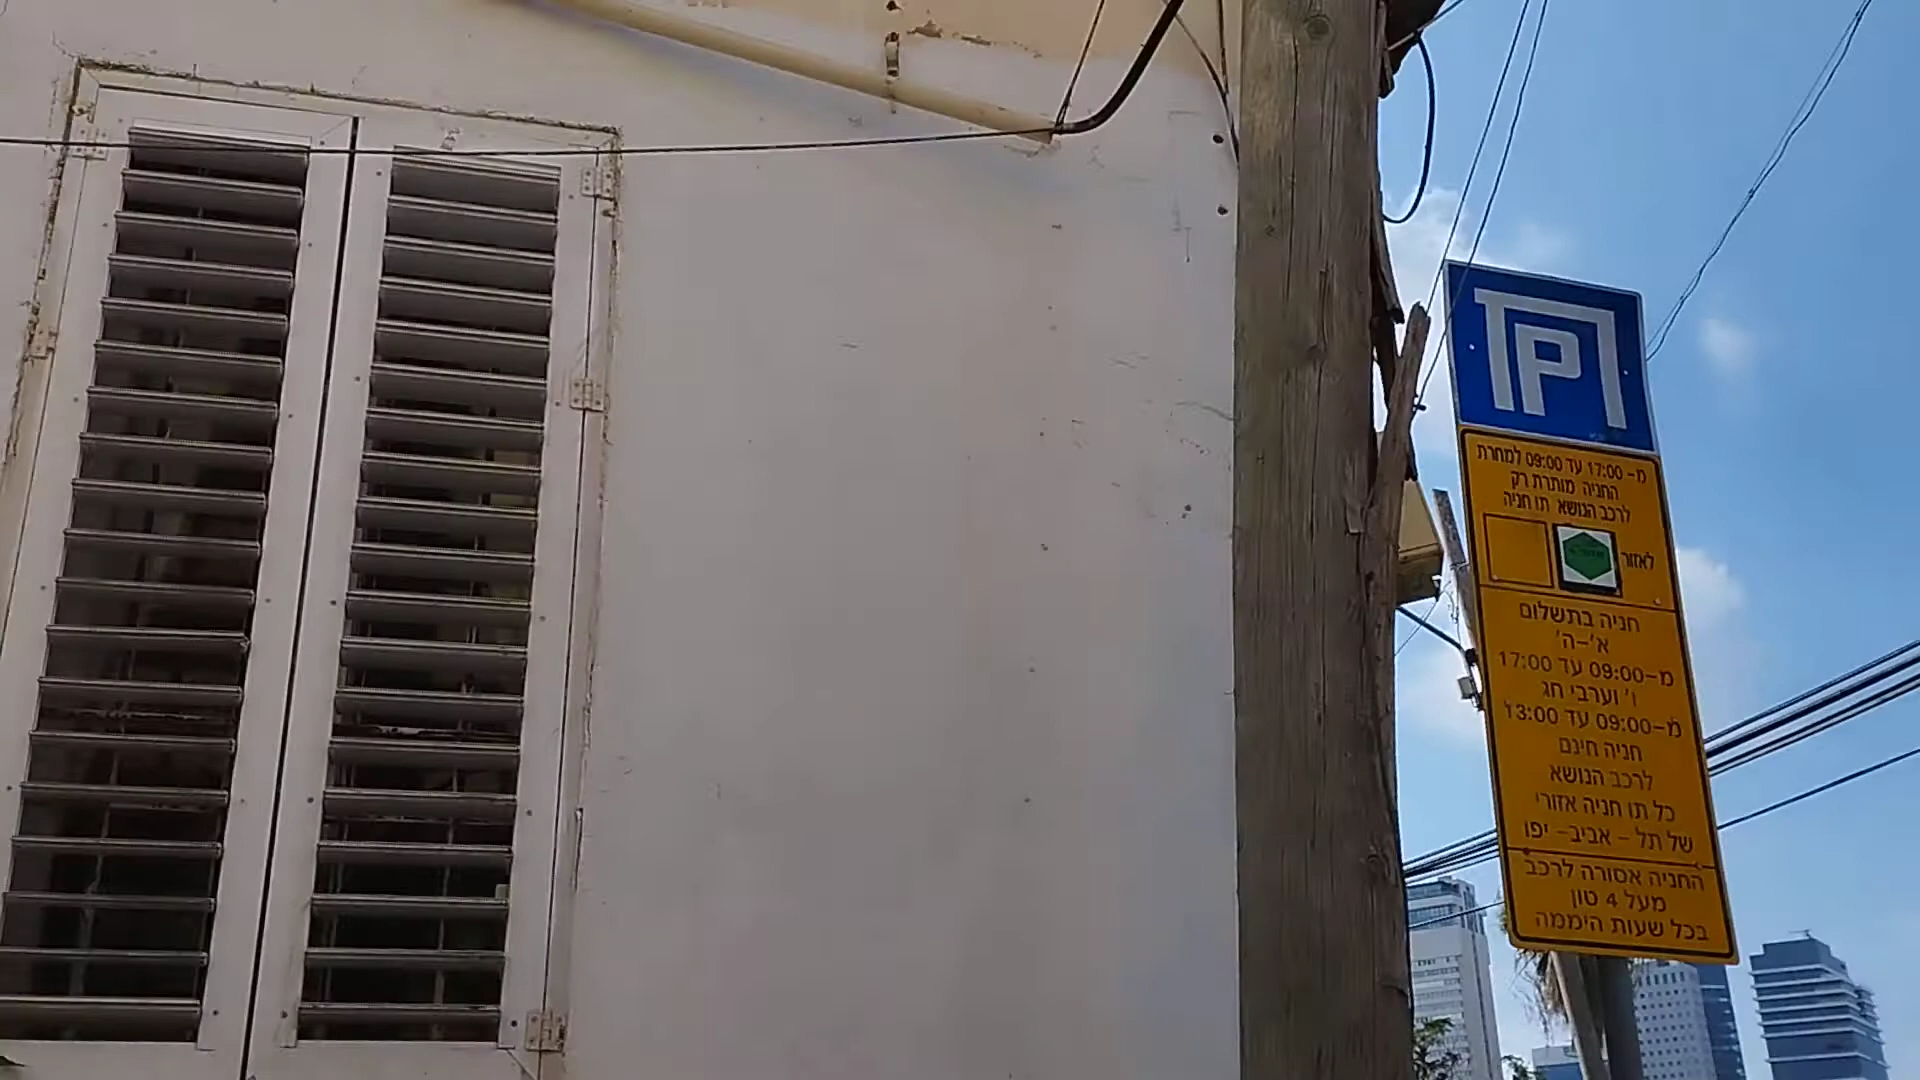 P
מ- 17:00 עד 09:00 למחרת
החניה מותרת רק
לרכב הנושא תו חניה
לאזור
חניה בתשלום
א'-ה'
מ-09:00 עד 17:00
ו' וערבי חג
מ-09:00 עד 13:00
חניה חינם
לרכב הנושא
כל תו חניה אזורי
של תל - אביב- יפו
החניה אסורה לרכב
מעל 4 טון
בכל שעות היממה